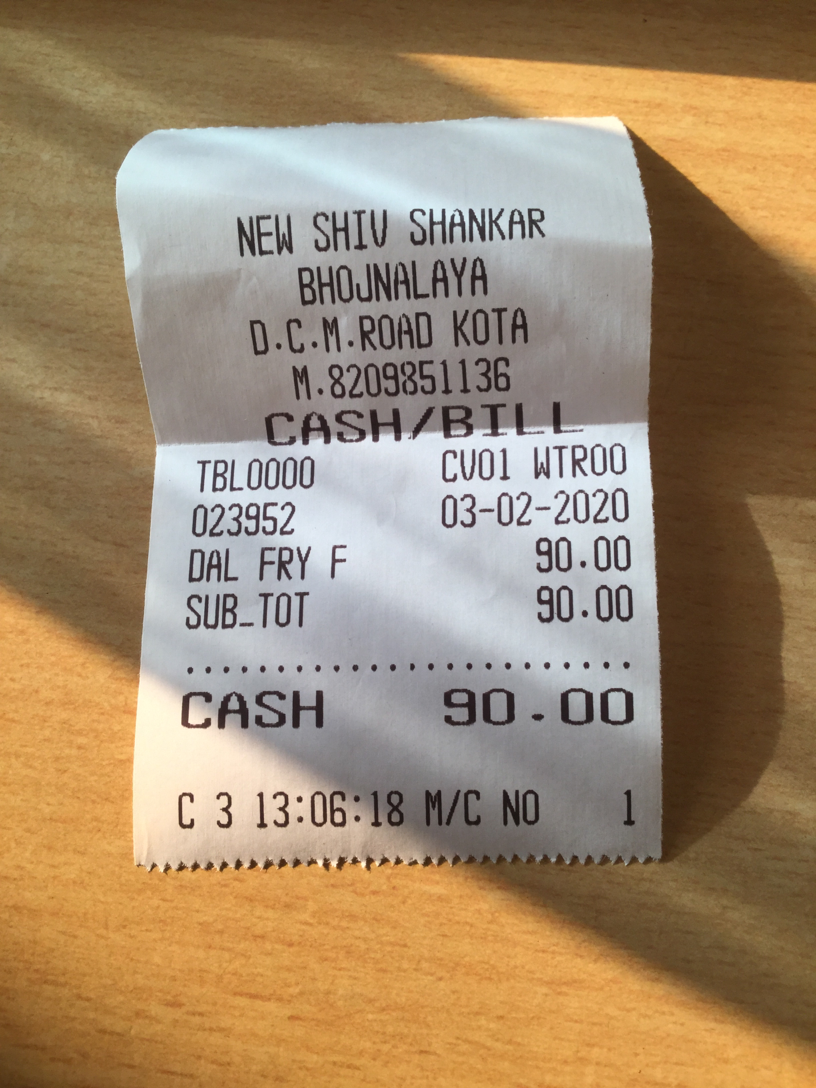 NEW SHIV SHANKAR
BHOJNALAYA
D.C.M.ROAD KOTA
M.8209851136
CASH/BILL
TBL0000 CV01 WTR00
023952 03-02-2020
DAL FRY F 90.00
SUB_TOT 90.00
........................
CASH 90.00
C 3 13:06:18 M/C NO 1